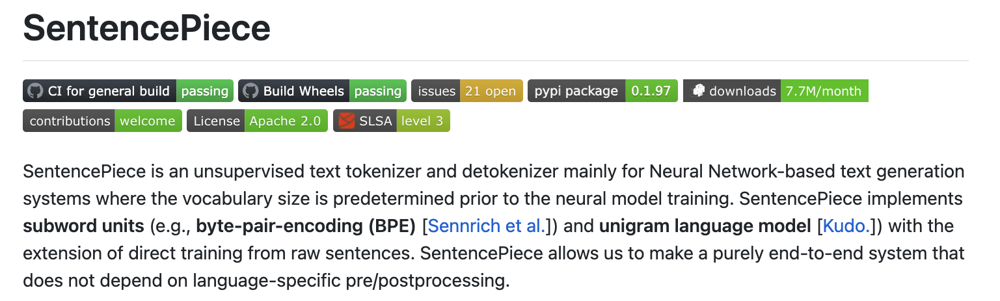 SentencePiece
CI for general build passing Build Wheels passing issues 21 open pypi package 0.1.97 downloads 7.7M/month
contributions welcome License Apache 2.0 SLSA level 3
SentencePiece is an unsupervised text tokenizer and detokenizer mainly for Neural Network-based text generation
systems where the vocabulary size is predetermined prior to the neural model training. SentencePiece implements
subword units (e.g., byte-pair-encoding (BPE) [Sennrich et al.]) and unigram language model [Kudo.]) with the
extension of direct training from raw sentences. SentencePiece allows us to make a purely end-to-end system that
does not depend on language-specific pre/postprocessing.